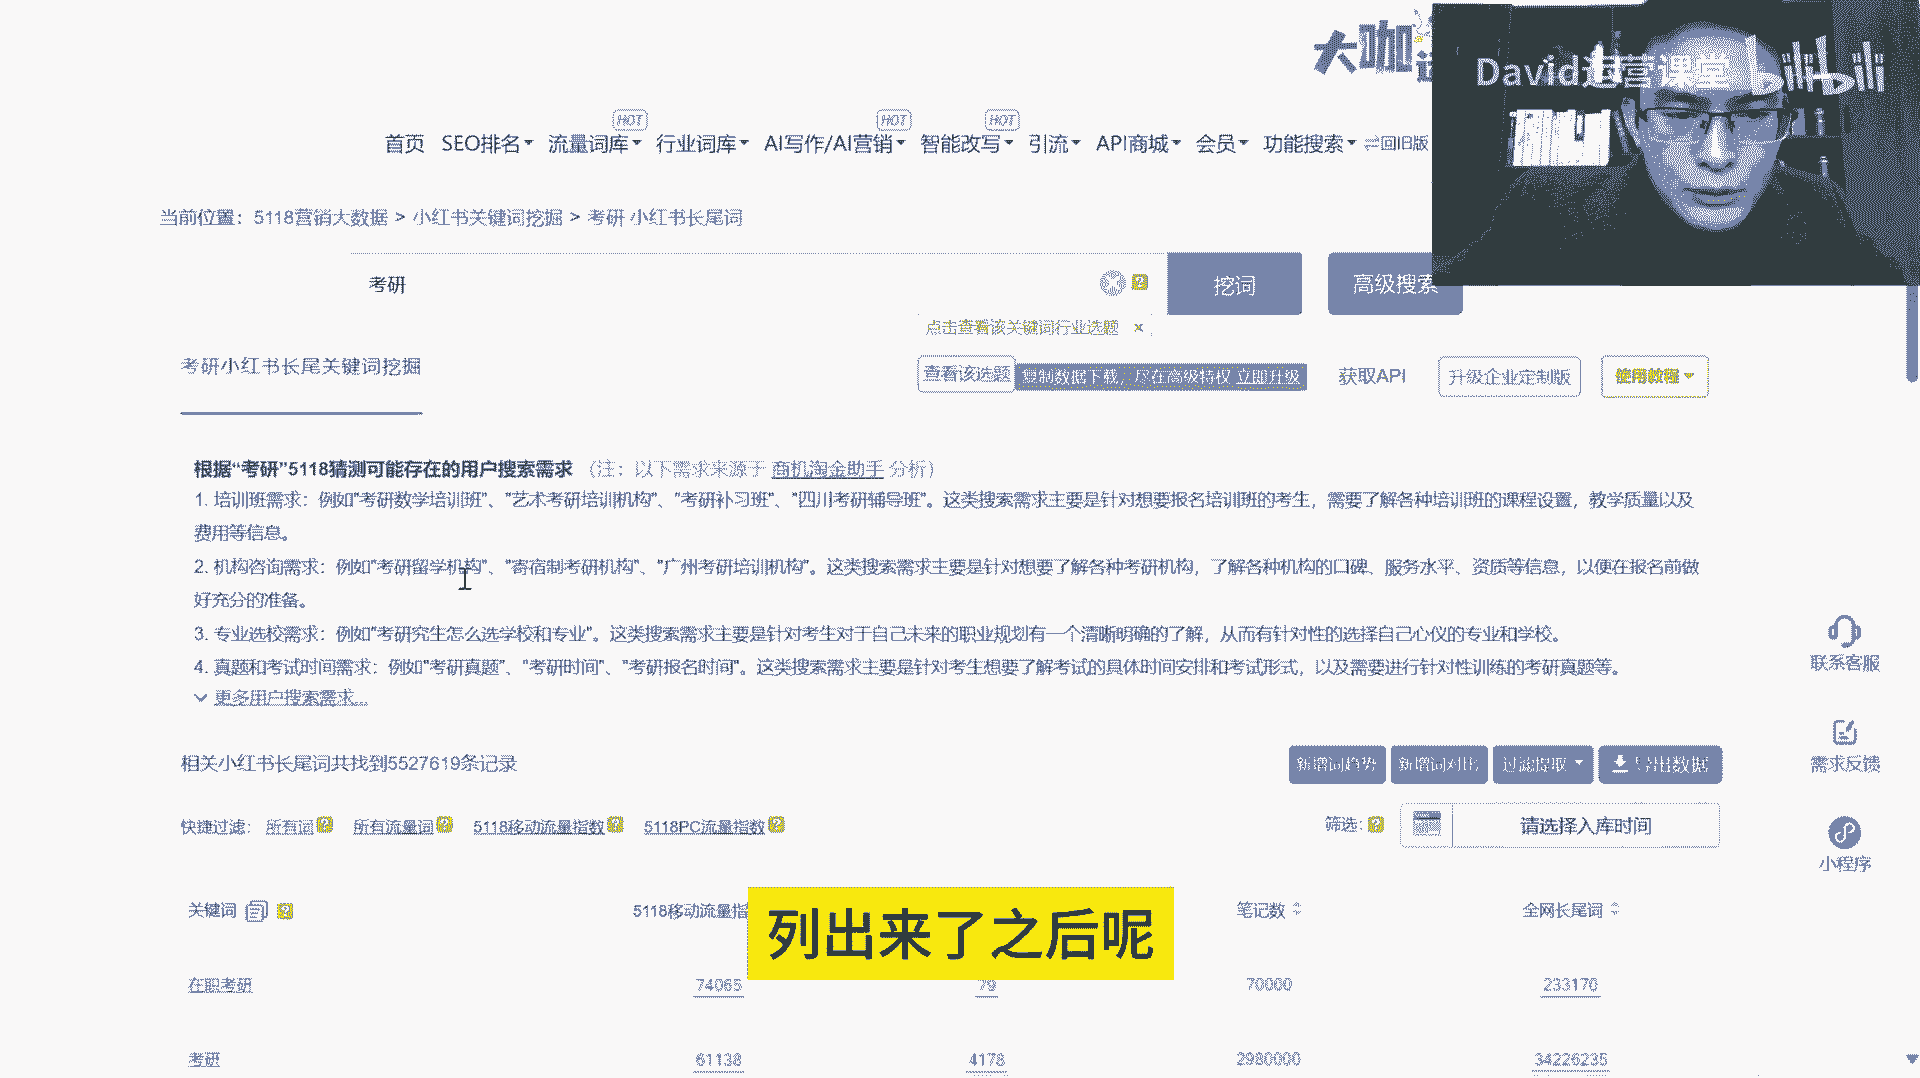 大咖
David运营课堂 bilibili
HOT HOT HOT
首页 SEO排名 流量词库 行业词库 AI写作/AI营销 智能改写 引流 API商城 会员 功能搜索 回旧版
当前位置：5118营销大数据 > 小红书关键词挖掘 > 考研 小红书长尾词
考研 挖词 高级搜索
点击查看该关键词行业选题 x
考研小红书长尾关键词挖掘
查看该选题 复制数据下载，尽在高级特权 立即升级 获取API 升级企业定制版 使用教程
根据“考研”5118猜测可能存在的用户搜索需求 （注：以下需求来源于 商机淘金助手 分析）
1. 培训班需求：例如"考研数学培训班"、"艺术考研培训机构"、"考研补习班"、"四川考研辅导班"。这类搜索需求主要是针对想要报名培训班的考生，需要了解各种培训班的课程设置，教学质量以及
费用等信息。
2. 机构咨询需求：例如"考研留学机构"、"寄宿制考研机构"、"广州考研培训机构"。这类搜索需求主要是针对想要了解各种考研机构，了解各种机构的口碑、服务水平、资质等信息，以便在报名前做
好充分的准备。
3. 专业选校需求：例如"考研究生怎么选学校和专业"。这类搜索需求主要是针对考生对于自己未来的职业规划有一个清晰明确的了解，从而有针对性的选择自己心仪的专业和学校。
4. 真题和考试时间需求：例如"考研真题"、"考研时间"、"考研报名时间"。这类搜索需求主要是针对考生想要了解考试的具体时间安排和考试形式，以及需要进行针对性训练的考研真题等。
更多用户搜索需求...
联系客服
需求反馈
小程序
相关小红书长尾词共找到5527619条记录
新增词趋势 新增词对比 过滤提取 导出数据
快捷过滤：所有词 所有流量词 5118移动流量指数 5118PC流量指数 筛选: 请选择入库时间
关键词 5118移动流量指 笔记数 全网长尾词
列出来了之后呢
在职考研 74065 79 70000 233170
考研 61138 4178 2980000 34226235